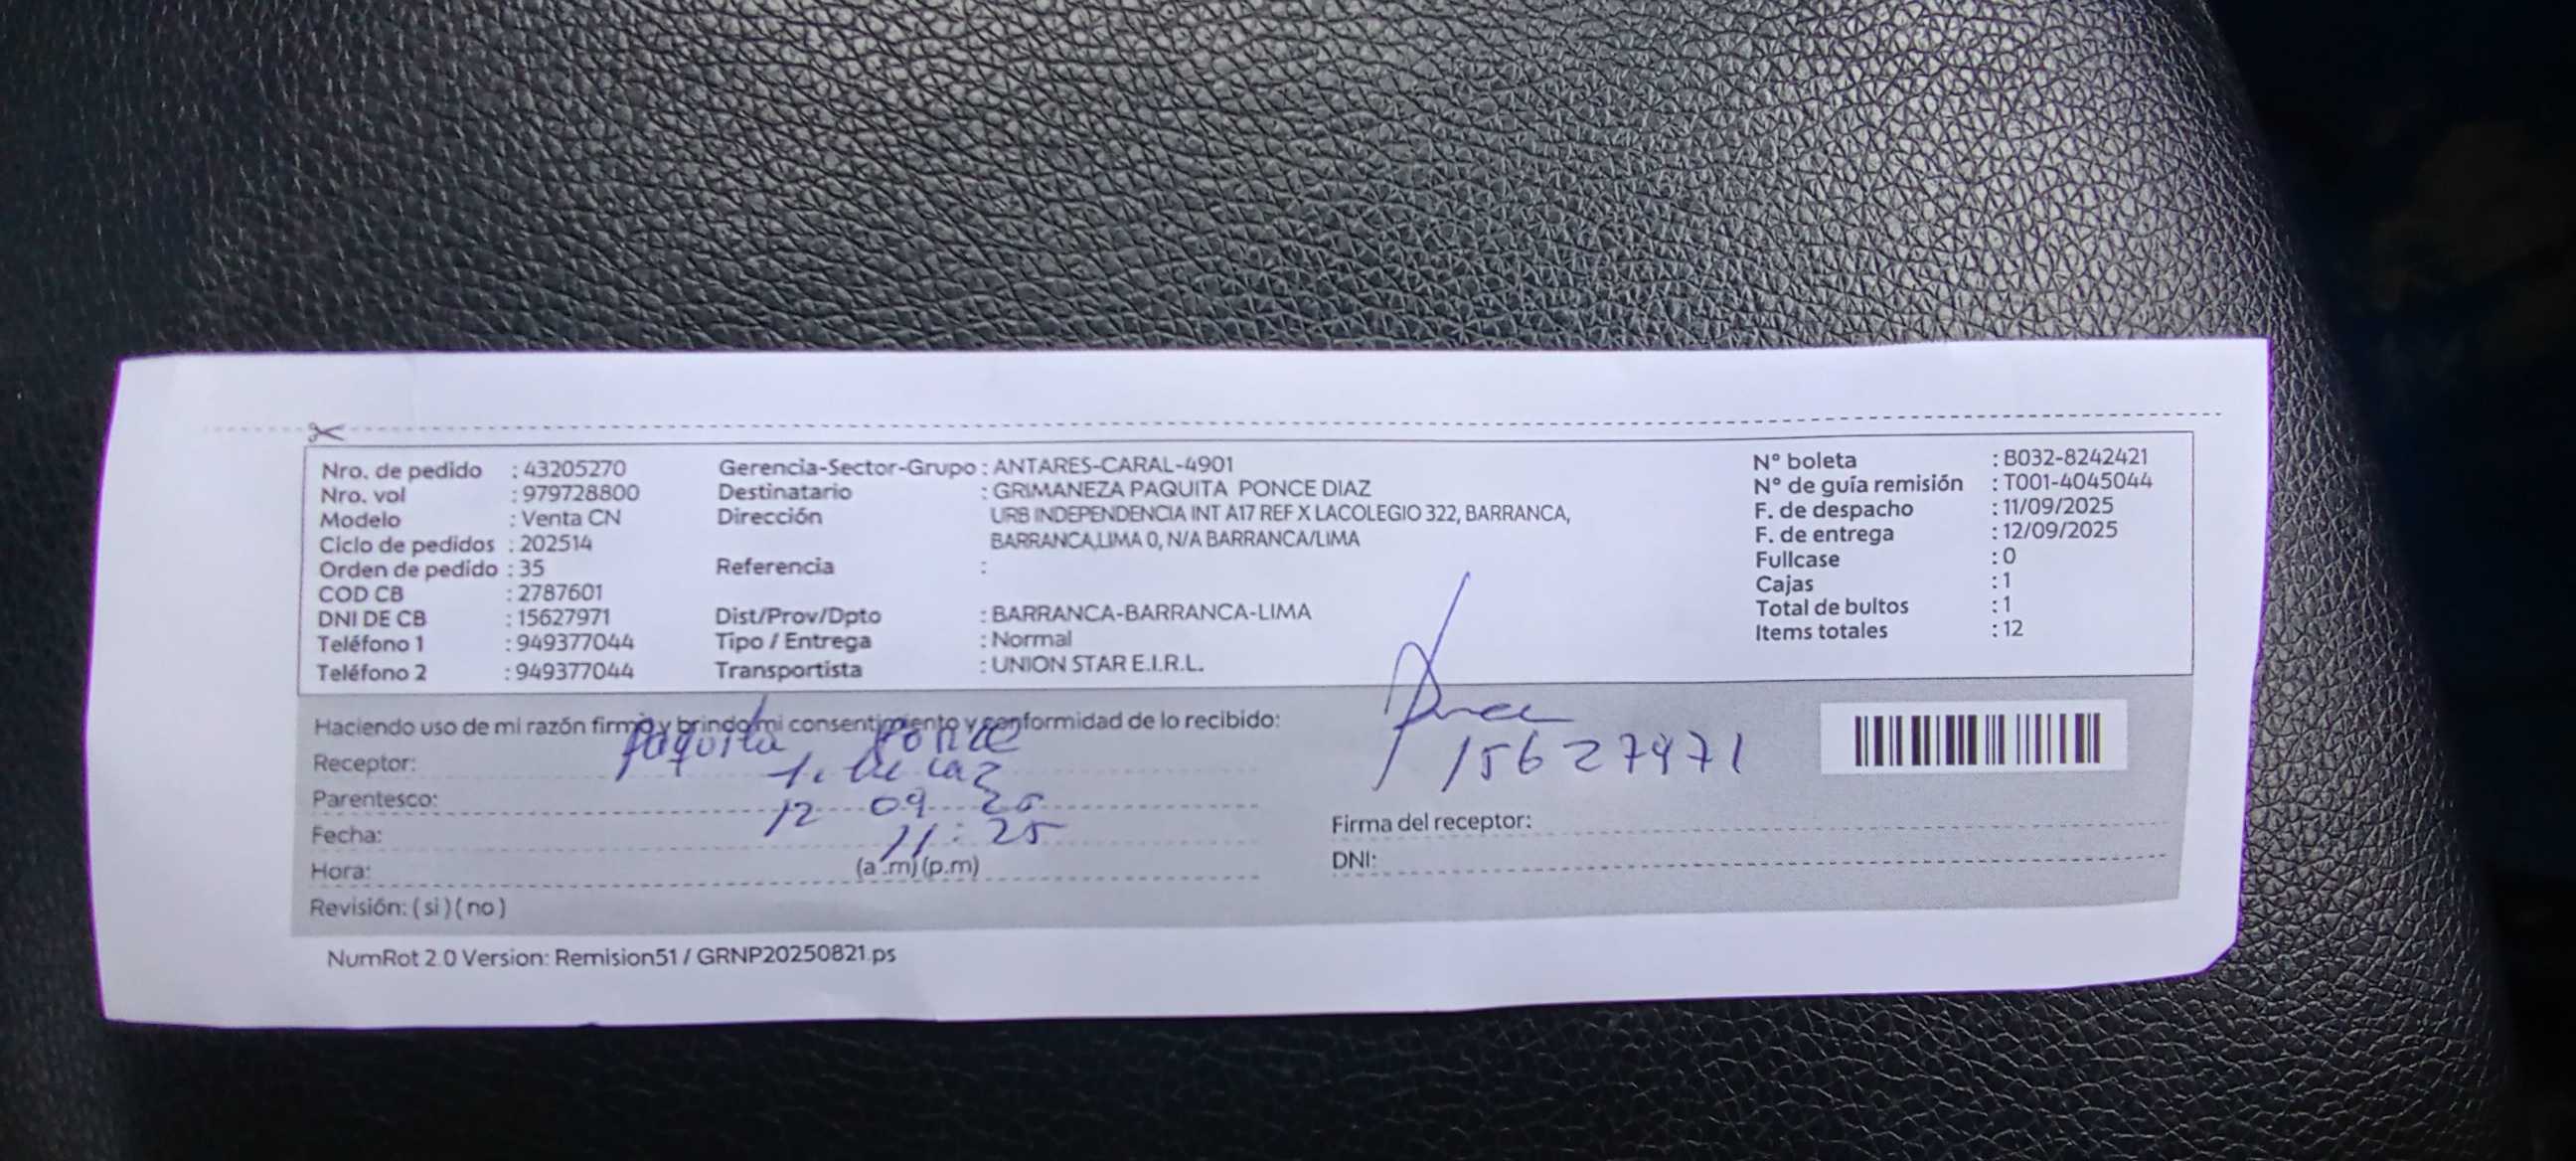 Nro. de pedido : 43205270
Nro. vol : 979728800
Modelo : Venta CN
Ciclo de pedidos : 202514
Orden de pedido : 35
COD CB : 2787601
DNI DE CB : 15627971
Teléfono 1 : 949377044
Teléfono 2 : 949377044
Gerencia-Sector-Grupo : ANTARES-CARAL-4901
Destinatario : GRIMANEZA PAQUITA PONCE DIAZ
Dirección URB INDEPENDENCIA INT A17 REF X LACOLEGIO 322, BARRANCA,
BARRANCA,LIMA 0, N/A BARRANCA/LIMA
Referencia :
Dist/Prov/Dpto : BARRANCA-BARRANCA-LIMA
Tipo / Entrega : Normal
Transportista : UNION STAR E.I.R.L.
N° boleta : B032-8242421
N° de guía remisión : T001-4045044
F. de despacho : 11/09/2025
F. de entrega : 12/09/2025
Fullcase : 0
Cajas : 1
Total de bultos : 1
Items totales : 12
Haciendo uso de mi razón firmo y brindo mi consentimiento y conformidad de lo recibido:
Receptor: Paquita Ponce
Parentesco:
Fecha: 12 09 25
Hora: 11:25 (a.m) (p.m)
Revisión: ( si ) ( no )
Ponce
15627971
Firma del receptor:
DNI:
NumRot 2.0 Version: Remision51 / GRNP20250821.ps